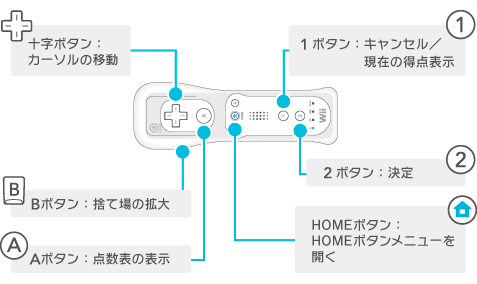 十字ボタン：
カーソルの移動
1
1 ボタン：キャンセル／
現在の得点表示
A
Wii
2
2 ボタン：決定
B
Bボタン：捨て場の拡大
HOMEボタン：
HOMEボタンメニューを
開く
A
Aボタン：点数表の表示